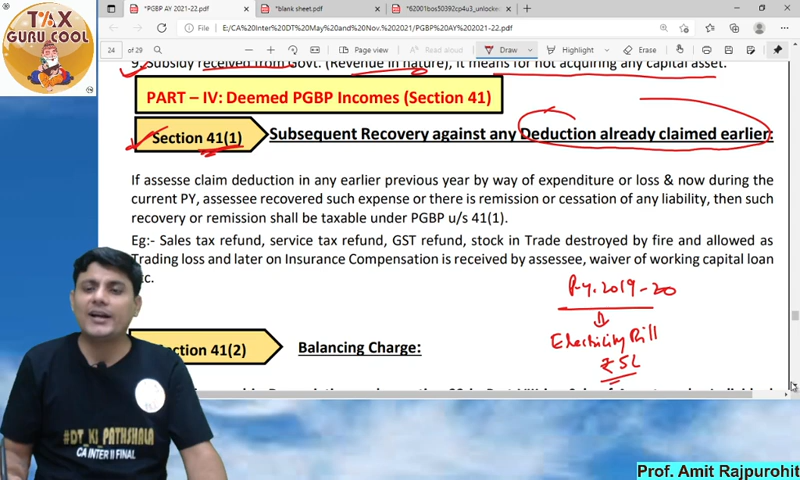 TAX
GURU COOL
*PGBP AY 2021-22.pdf
*blank sheet.pdf
*62001bos50392cp4u3_unlocked
E:/CA%20Inter%20DT%20May%20and%20Nov.%202021/PGBP%20AY%202021-22.pdf
24 of 29
Page view
Read aloud
Draw
Highlight
Erase
9. Subsidy received from Govt. (Revenue in nature), it means for not acquiring any capital asset.
PART – IV: Deemed PGBP Incomes (Section 41)
Section 41(1)
Subsequent Recovery against any Deduction already claimed earlier:
If assesse claim deduction in any earlier previous year by way of expenditure or loss & now during the
current PY, assessee recovered such expense or there is remission or cessation of any liability, then such
recovery or remission shall be taxable under PGBP u/s 41(1).
Eg:- Sales tax refund, service tax refund, GST refund, stock in Trade destroyed by fire and allowed as
Trading loss and later on Insurance Compensation is received by assessee, waiver of working capital loan
etc.
P.Y. 2019-20
Electricity Bill
₹ 5L
Section 41(2)
Balancing Charge:
#DT_KI_PATHSHALA
CA INTER II FINAL
Prof. Amit Rajpurohit